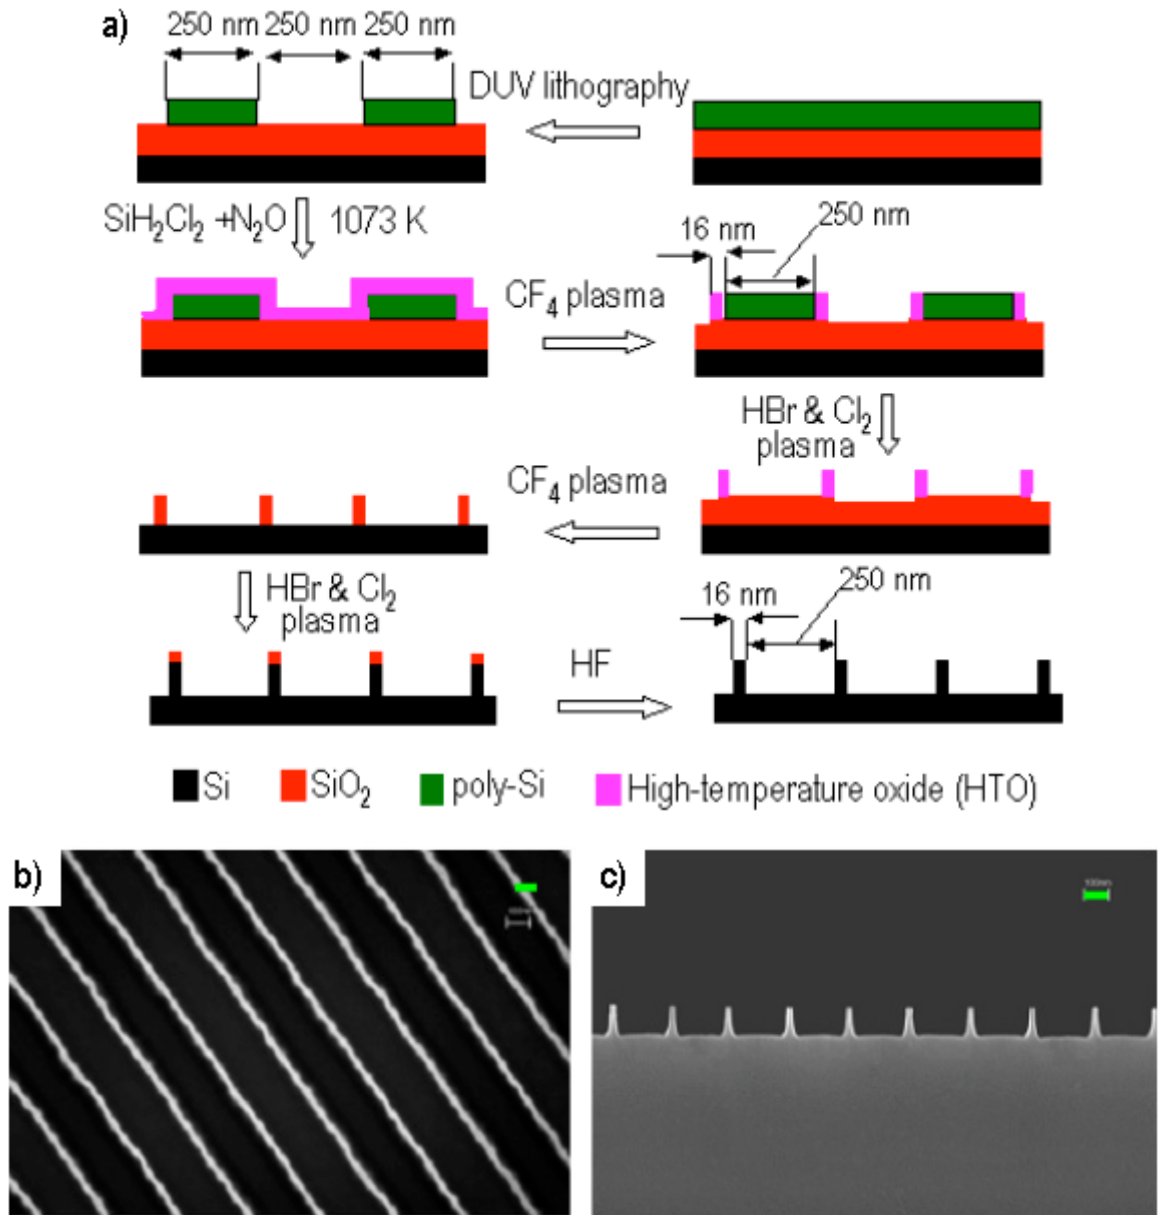 a)
250 nm 250 nm 250 nm
DUV lithography
SiH₂Cl₂ +N₂O 1073 K
16 nm 250 nm
CF₄ plasma
HBr & Cl₂
plasma
CF₄ plasma
HBr & Cl₂
plasma
16 nm 250 nm
HF
Si SiO₂ poly-Si High-temperature oxide (HTO)
b) c)
100nm